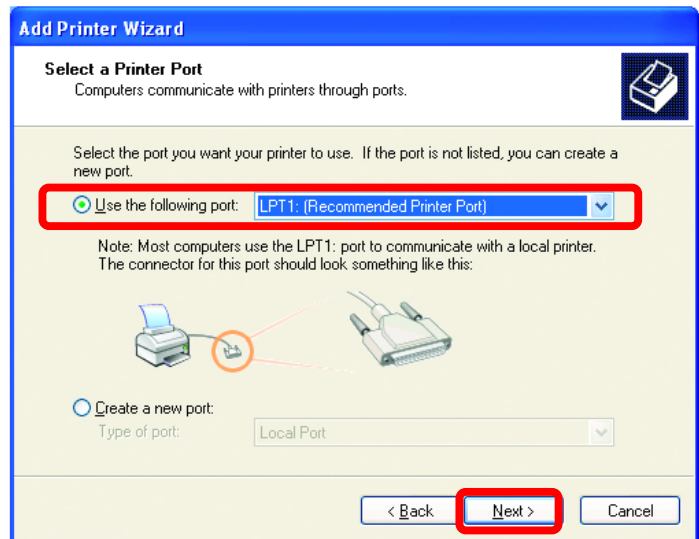 Add Printer Wizard
Select a Printer Port
Computers communicate with printers through ports.
Select the port you want your printer to use. If the port is not listed, you can create a
new port.
Use the following port: LPT1: (Recommended Printer Port)
Note: Most computers use the LPT1: port to communicate with a local printer.
The connector for this port should look something like this:
Create a new port:
Type of port: Local Port
< Back Next > Cancel